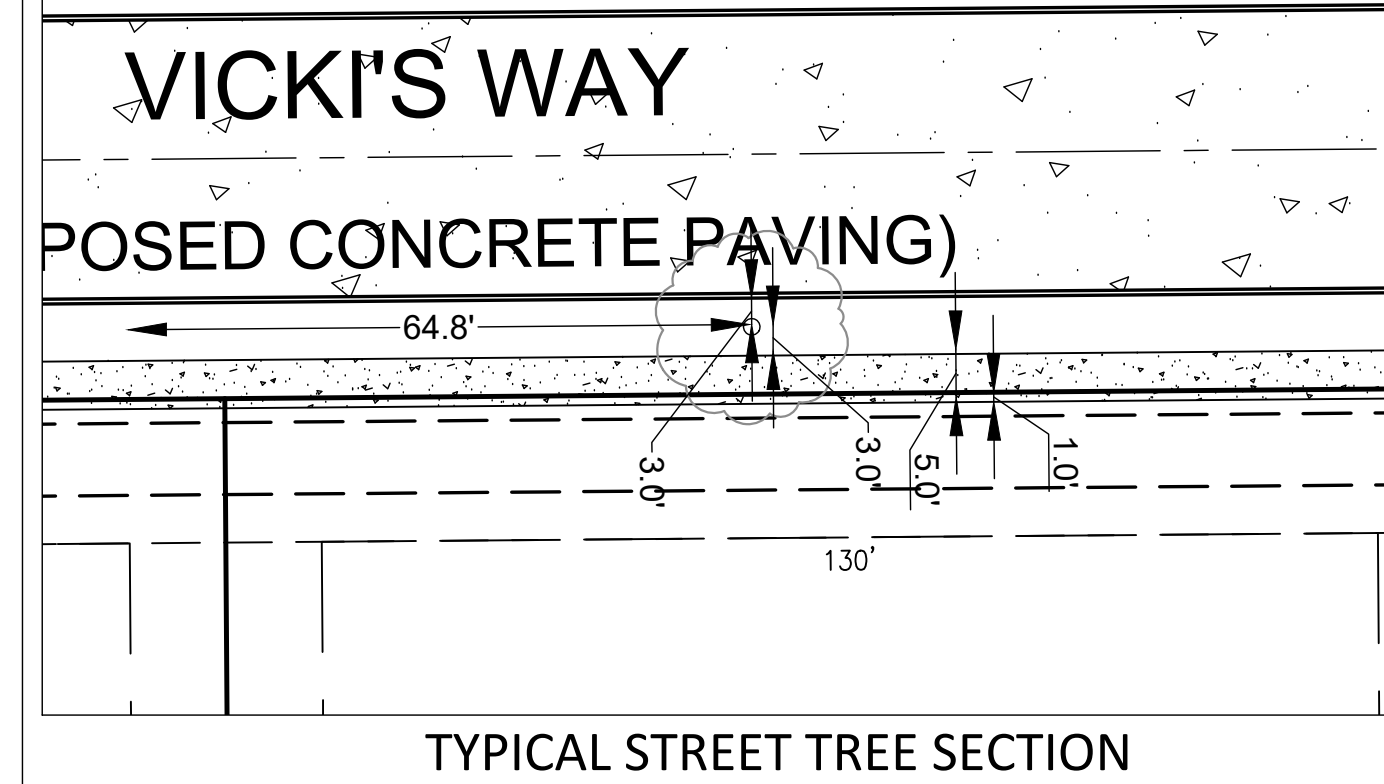 VICKI'S WAY
POSED CONCRETE PAVING)
64.8'
3.0'
3.0'
5.0'
1.0'
130'
TYPICAL STREET TREE SECTION